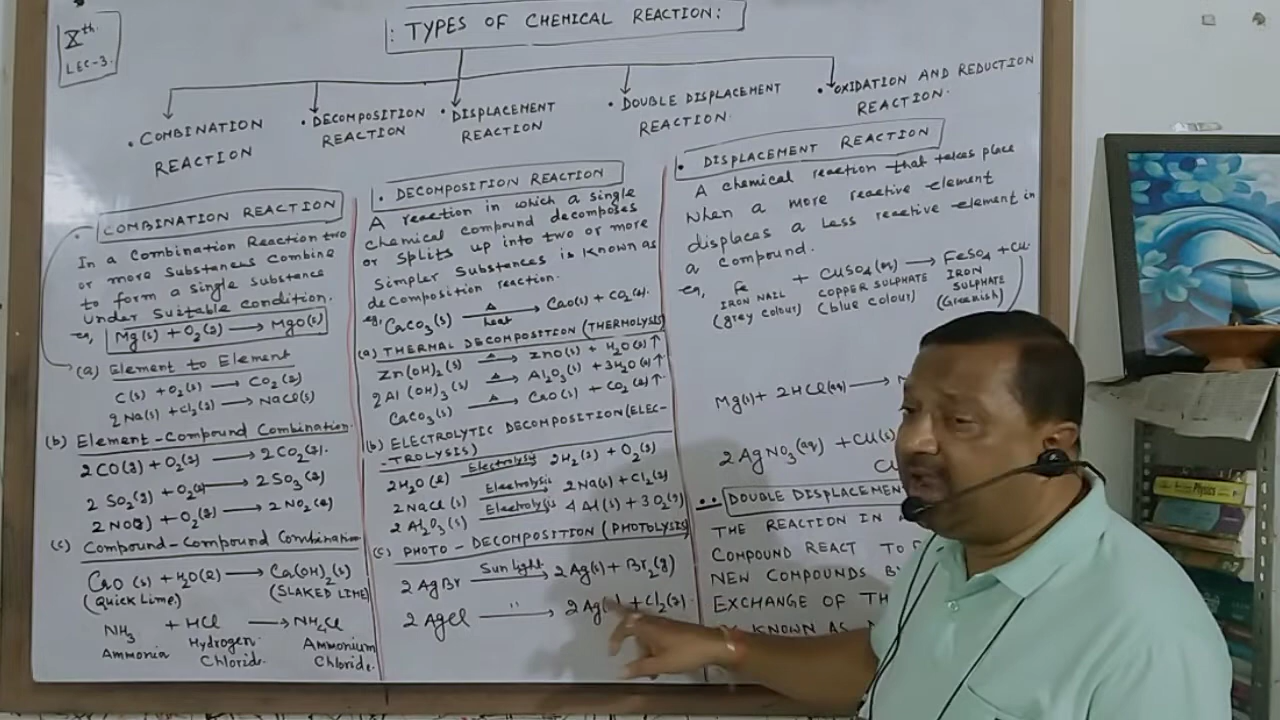 Xth
LEC-3.
: TYPES OF CHEMICAL REACTION:
• COMBINATION
REACTION
• DECOMPOSITION
REACTION
• DISPLACEMENT
REACTION
• DOUBLE DISPLACEMENT
REACTION.
• OXIDATION AND REDUCTION
REACTION.
COMBINATION REACTION
In a Combination Reaction two
or more substances combine
to form a single substance
under suitable condition.
eg, Mg(s) + O2(g) ⟶ MgO(s)
(a) Element to Element
C(s) + O2(g) ⟶ CO2(g)
2Na(s) + Cl2(g) ⟶ NaCl(s)
(b) Element-Compound Combination.
2CO(g) + O2(g) ⟶ 2CO2(g).
2SO2(g) + O2(g) ⟶ 2SO3(g)
2NO(g) + O2(g) ⟶ 2NO2(g)
(c) Compound-Compound Combination
CaO(s) + H2O(l) ⟶ Ca(OH)2(s)
(Quick Lime) (SLAKED LIME)
NH3 + HCl ⟶ NH4Cl
Ammonia Hydrogen Chloride. Ammonium Chloride.
• DECOMPOSITION REACTION
A reaction in which a single
chemical compound decomposes
or splits up into two or more
simpler substances is known as
decomposition reaction.
eg, CaCO3(s) ⟶ Δ heat CaO(s) + CO2(g).
(a) THERMAL DECOMPOSITION (THERMOLYSIS)
Zn(OH)2(s) Δ⟶ ZnO(s) + H2O(g)↑
2Al(OH)3(s) Δ⟶ Al2O3(s) + 3H2O(g)↑
CaCO3(s) Δ⟶ CaO(s) + CO2(g)↑
(b) ELECTROLYTIC DECOMPOSITION (ELEC-
-TROLYSIS)
2H2O(l) Electrolysis 2H2(g) + O2(g)
2NaCl(s) Electrolysis 2Na(s) + Cl2(g)
2Al2O3(s) Electrolysis 4Al(s) + 3O2(g)
(c) PHOTO-DECOMPOSITION (PHOTOLYSIS)
2AgBr Sunlight⟶ 2Ag(s) + Br2(g)
2AgCl "⟶ 2Ag( ) + Cl2(g).
• DISPLACEMENT REACTION
A chemical reaction that takes place
when a more reactive element
displaces a less reactive element in
a compound.
eg, Fe + CuSO4(aq) ⟶ FeSO4 + Cu.
IRON NAIL COPPER SULPHATE IRON SULPHATE
(grey colour) (blue colour) (Greenish)
Mg(s) + 2HCl(aq) ⟶
2AgNO3(aq) + Cu(s)
•• DOUBLE DISPLACEMEN
THE REACTION IN
COMPOUND REACT TO
NEW COMPOUNDS B
EXCHANGE OF TH
KNOWN AS
Physics